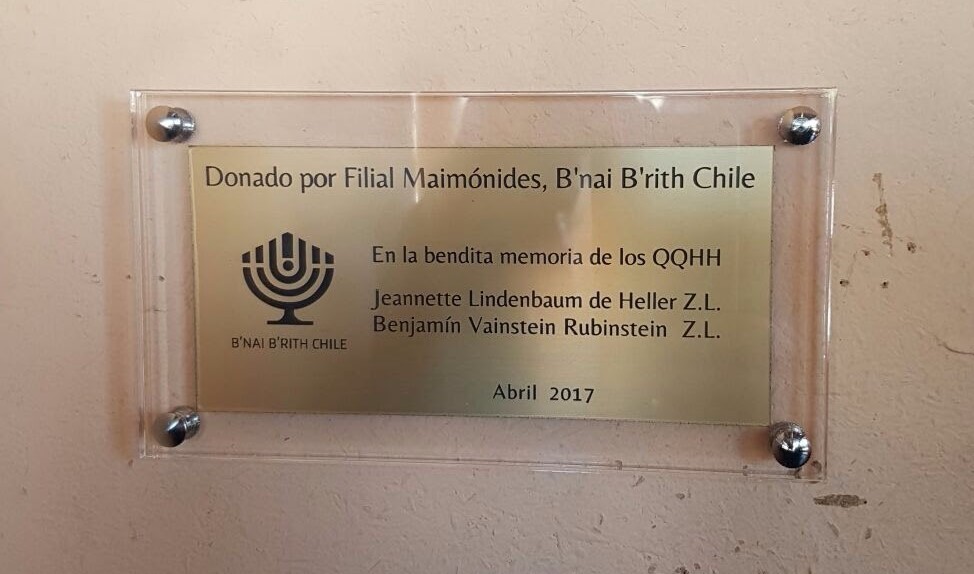 Donado por Filial Maimónides, B'nai B'rith Chile
En la bendita memoria de los QQHH
Jeannette Lindenbaum de Heller Z.L.
Benjamín Vainstein Rubinstein Z.L.
B'NAI B'RITH CHILE
Abril 2017